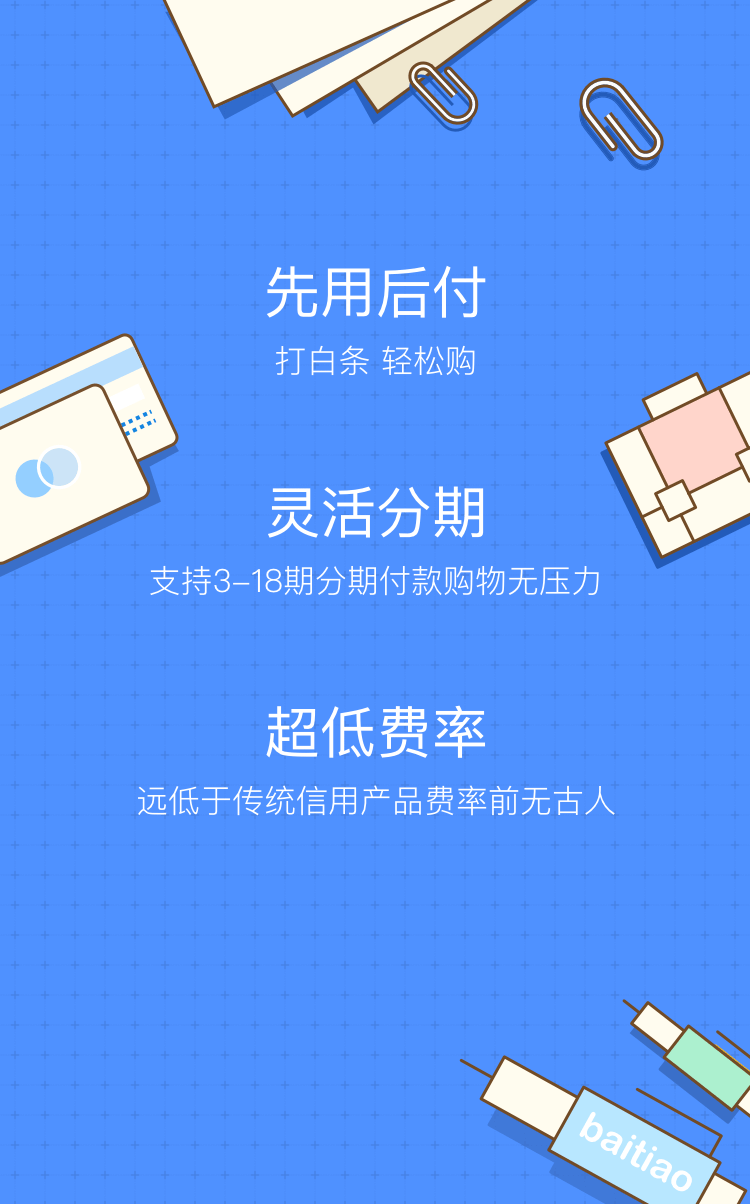 先用后付
打白条 轻松购
灵活分期
支持3-18期分期付款购物无压力
超低费率
远低于传统信用产品费率前无古人
baitiao